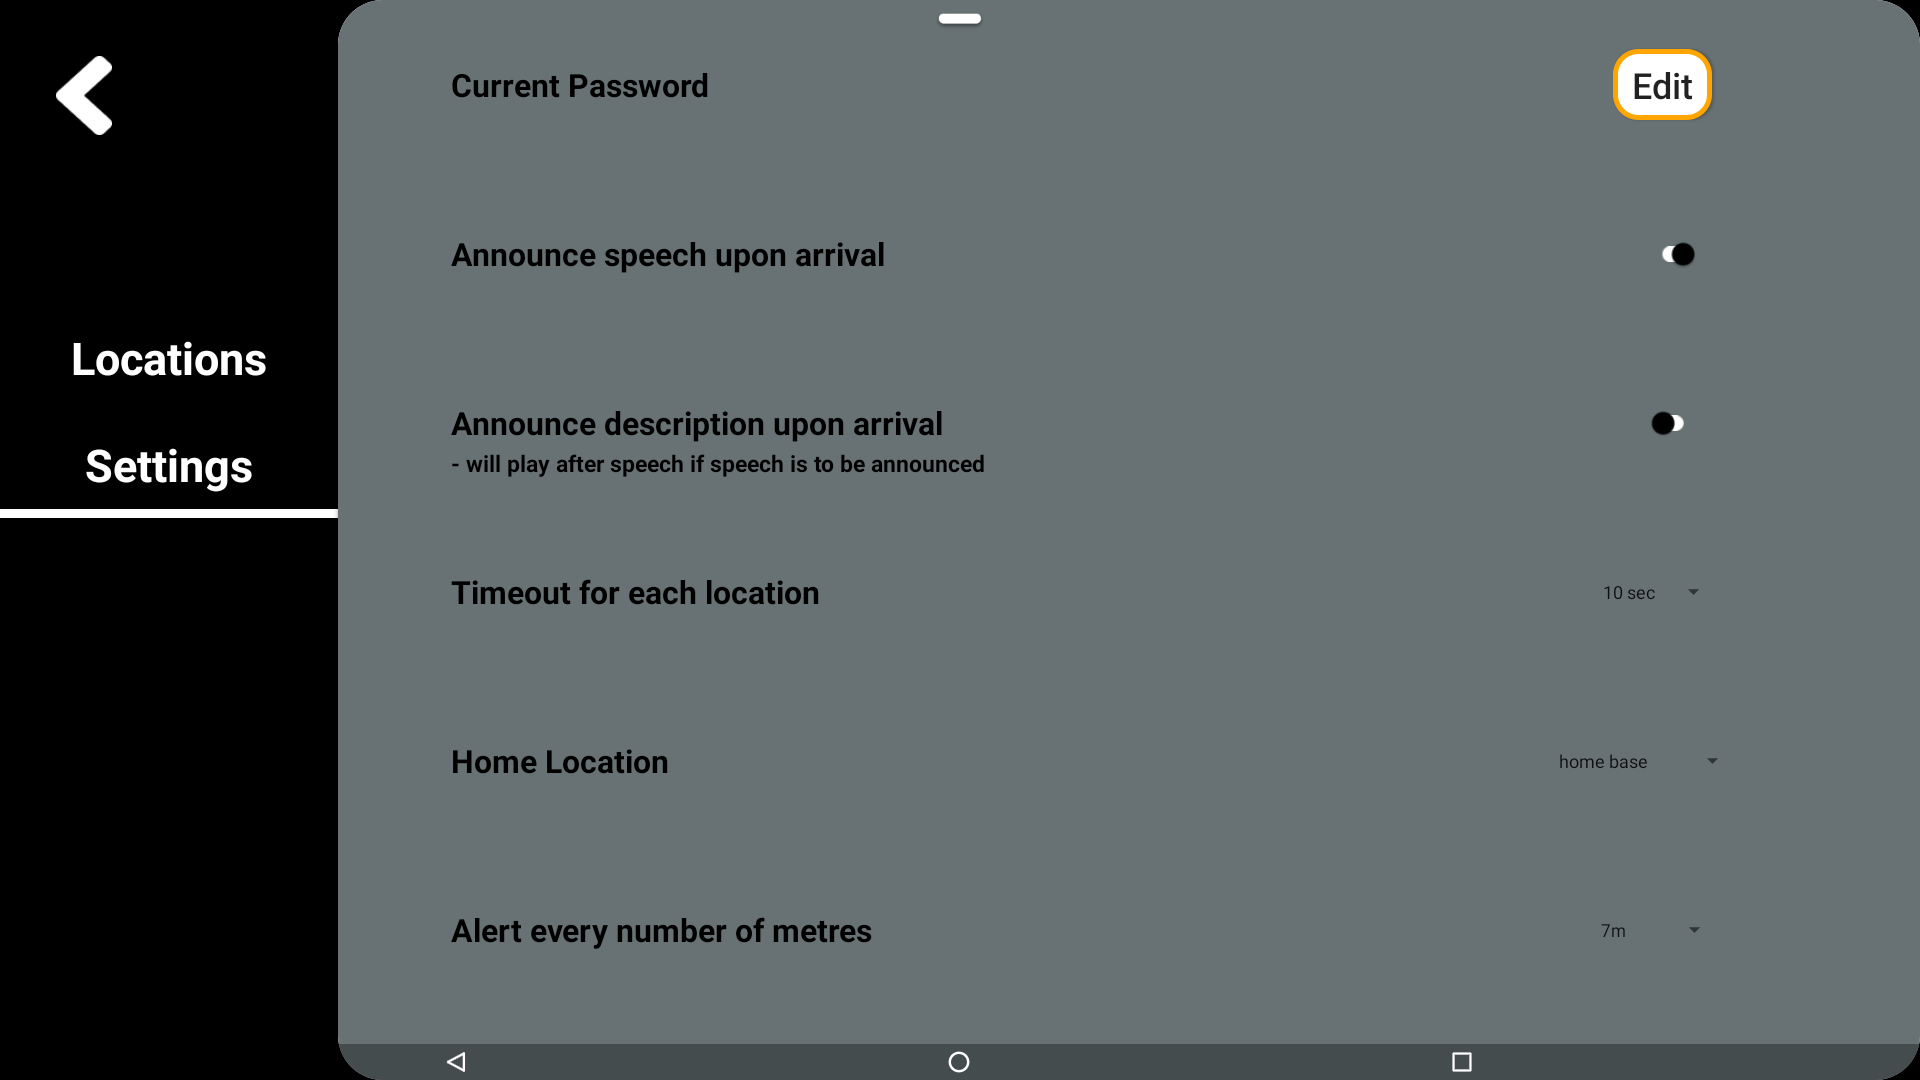 Current Password
Edit
Announce speech upon arrival
Locations
Announce description upon arrival
- will play after speech if speech is to be announced
Settings
Timeout for each location
10 sec
Home Location
home base
Alert every number of metres
7m